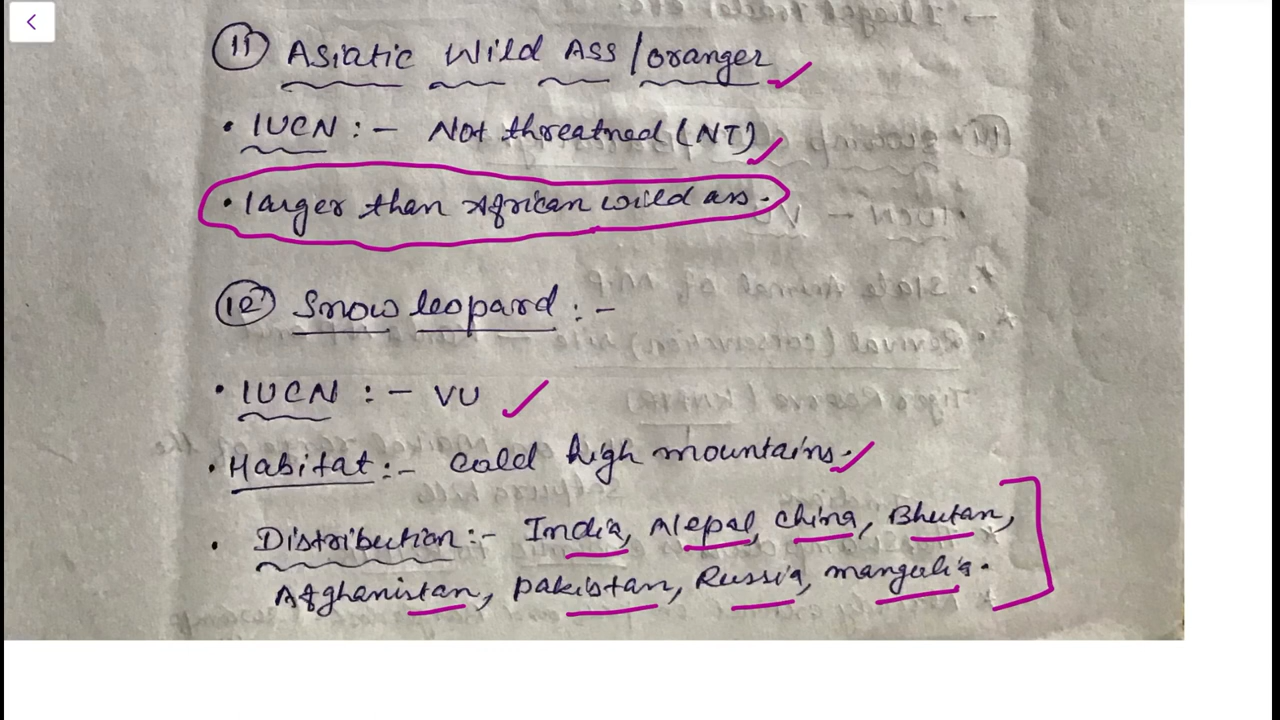 11 Asiatic Wild Ass/oranger
• IUCN :- Not threatned (NT)
• larger than African wild ass.
12 Snow leopard :-
• IUCN :- VU
• Habitat :- Cold high mountains.
• Distribution :- India, Nepal, China, Bhutan,
Afghanistan, Pakistan, Russia, mangolia.